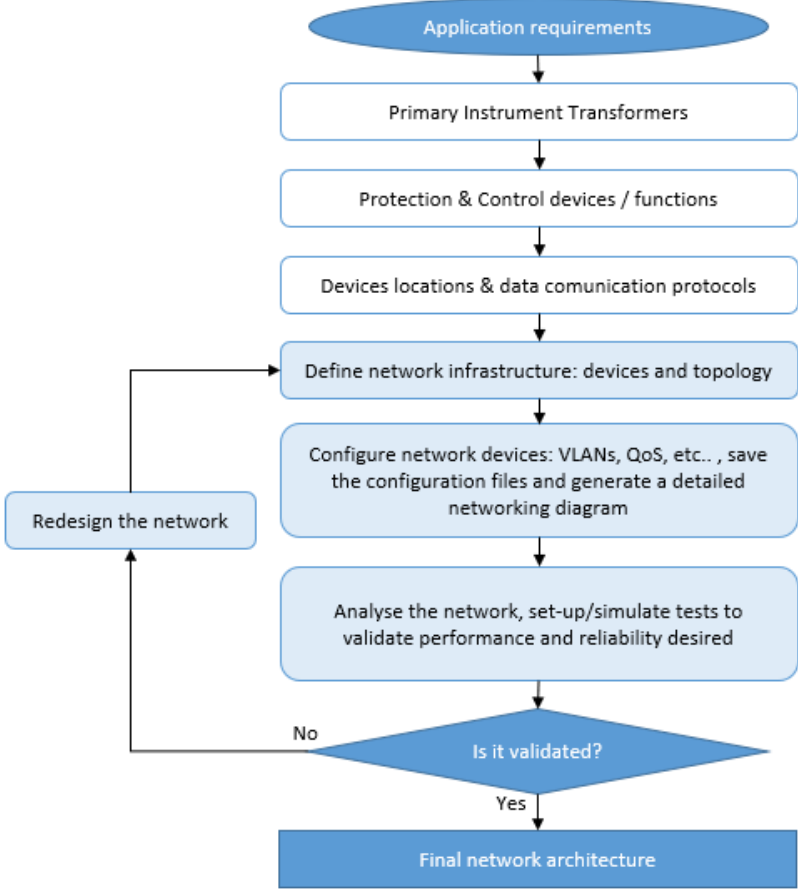 Application requirements
Primary Instrument Transformers
Protection & Control devices / functions
Devices locations & data comunication protocols
Define network infrastructure: devices and topology
Configure network devices: VLANs, QoS, etc.. , save
the configuration files and generate a detailed
networking diagram
Redesign the network
Analyse the network, set-up/simulate tests to
validate performance and reliability desired
No
Is it validated?
Yes
Final network architecture